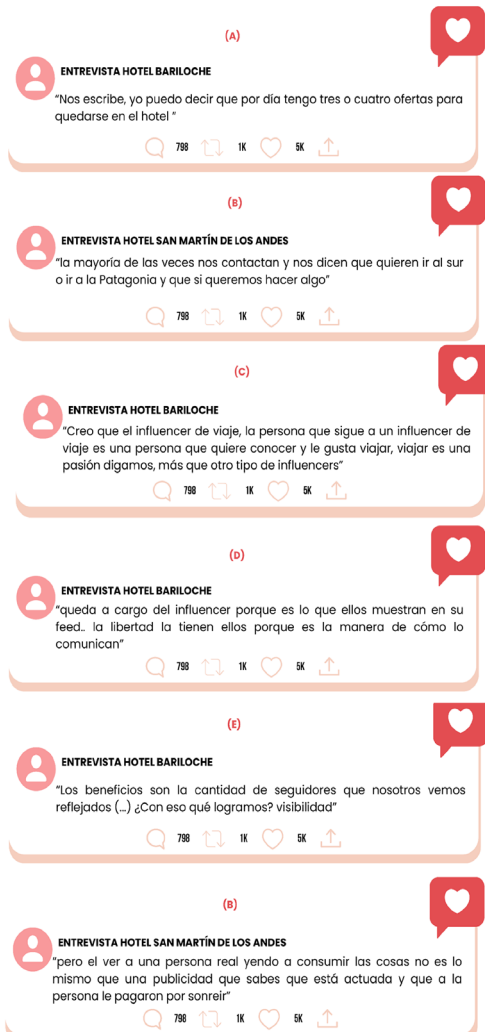 (A)
ENTREVISTA HOTEL BARILOCHE
“Nos escribe, yo puedo decir que por día tengo tres o cuatro ofertas para
quedarse en el hotel ”
798 1K 5K
(B)
ENTREVISTA HOTEL SAN MARTÍN DE LOS ANDES
“la mayoría de las veces nos contactan y nos dicen que quieren ir al sur
o ir a la Patagonia y que si queremos hacer algo”
798 1K 5K
(C)
ENTREVISTA HOTEL BARILOCHE
“Creo que el influencer de viaje, la persona que sigue a un influencer de
viaje es una persona que quiere conocer y le gusta viajar, viajar es una
pasión digamos, más que otro tipo de influencers”
798 1K 5K
(D)
ENTREVISTA HOTEL BARILOCHE
“queda a cargo del influencer porque es lo que ellos muestran en su
feed.. la libertad la tienen ellos porque es la manera de cómo lo
comunican”
798 1K 5K
(E)
ENTREVISTA HOTEL BARILOCHE
“Los beneficios son la cantidad de seguidores que nosotros vemos
reflejados (...) ¿Con eso qué logramos? visibilidad”
798 1K 5K
(B)
ENTREVISTA HOTEL SAN MARTÍN DE LOS ANDES
“pero el ver a una persona real yendo a consumir las cosas no es lo
mismo que una publicidad que sabes que está actuada y que a la
persona le pagaron por sonreir”
798 1K 5K